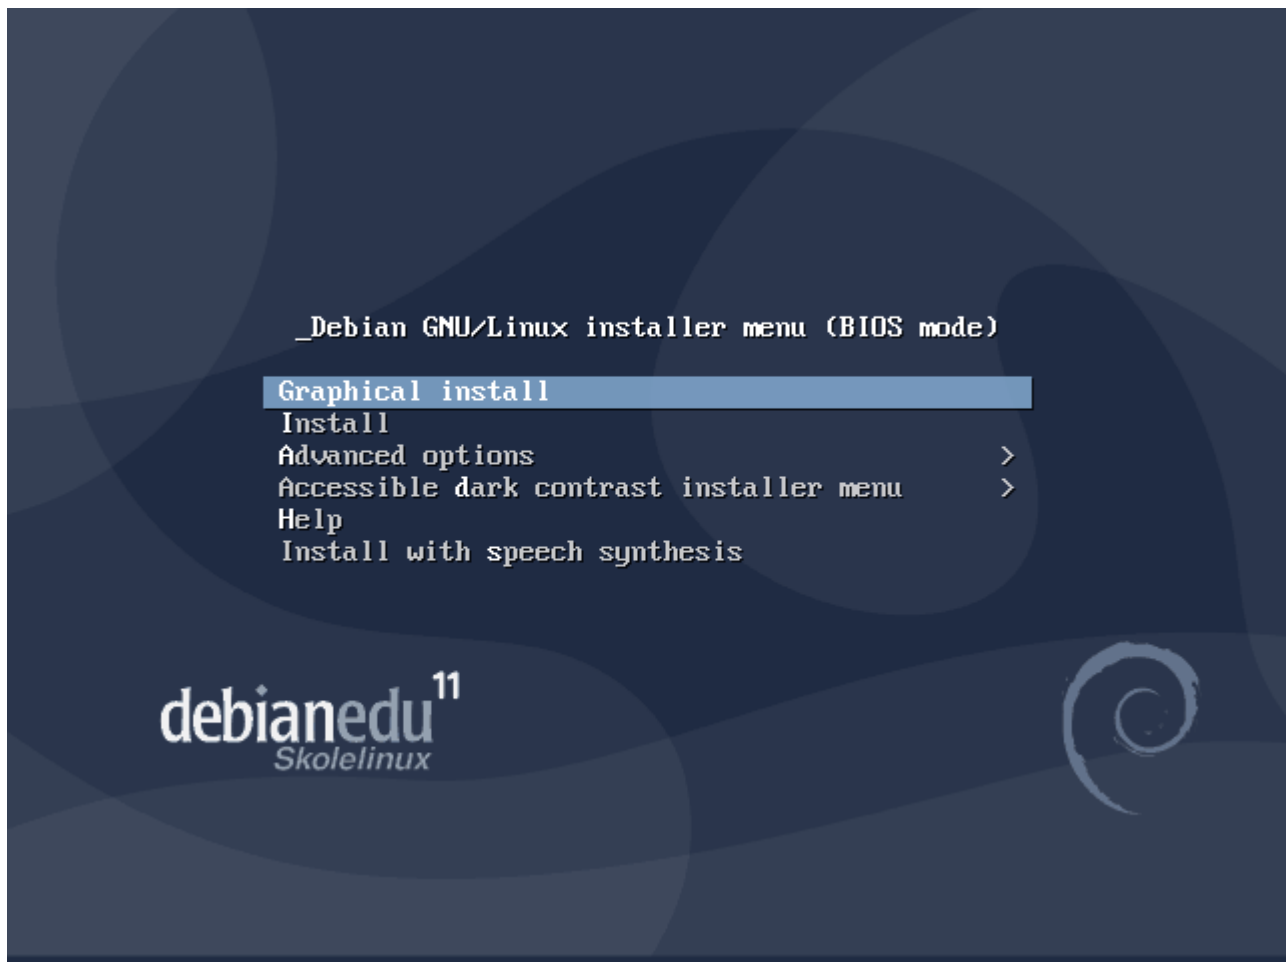 _Debian GNU/Linux installer menu (BIOS mode)
Graphical install
Install
Advanced options >
Accessible dark contrast installer menu >
Help
Install with speech synthesis
debianedu 11
Skolelinux